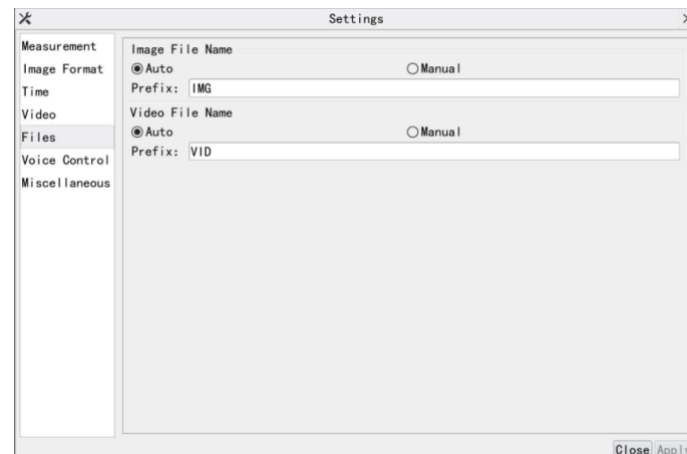 Settings
Measurement
Image Format
Time
Video
Files
Voice Control
Miscellaneous
Image File Name
Auto
Manual
Prefix: IMG
Video File Name
Auto
Manual
Prefix: VID
Close
Apply